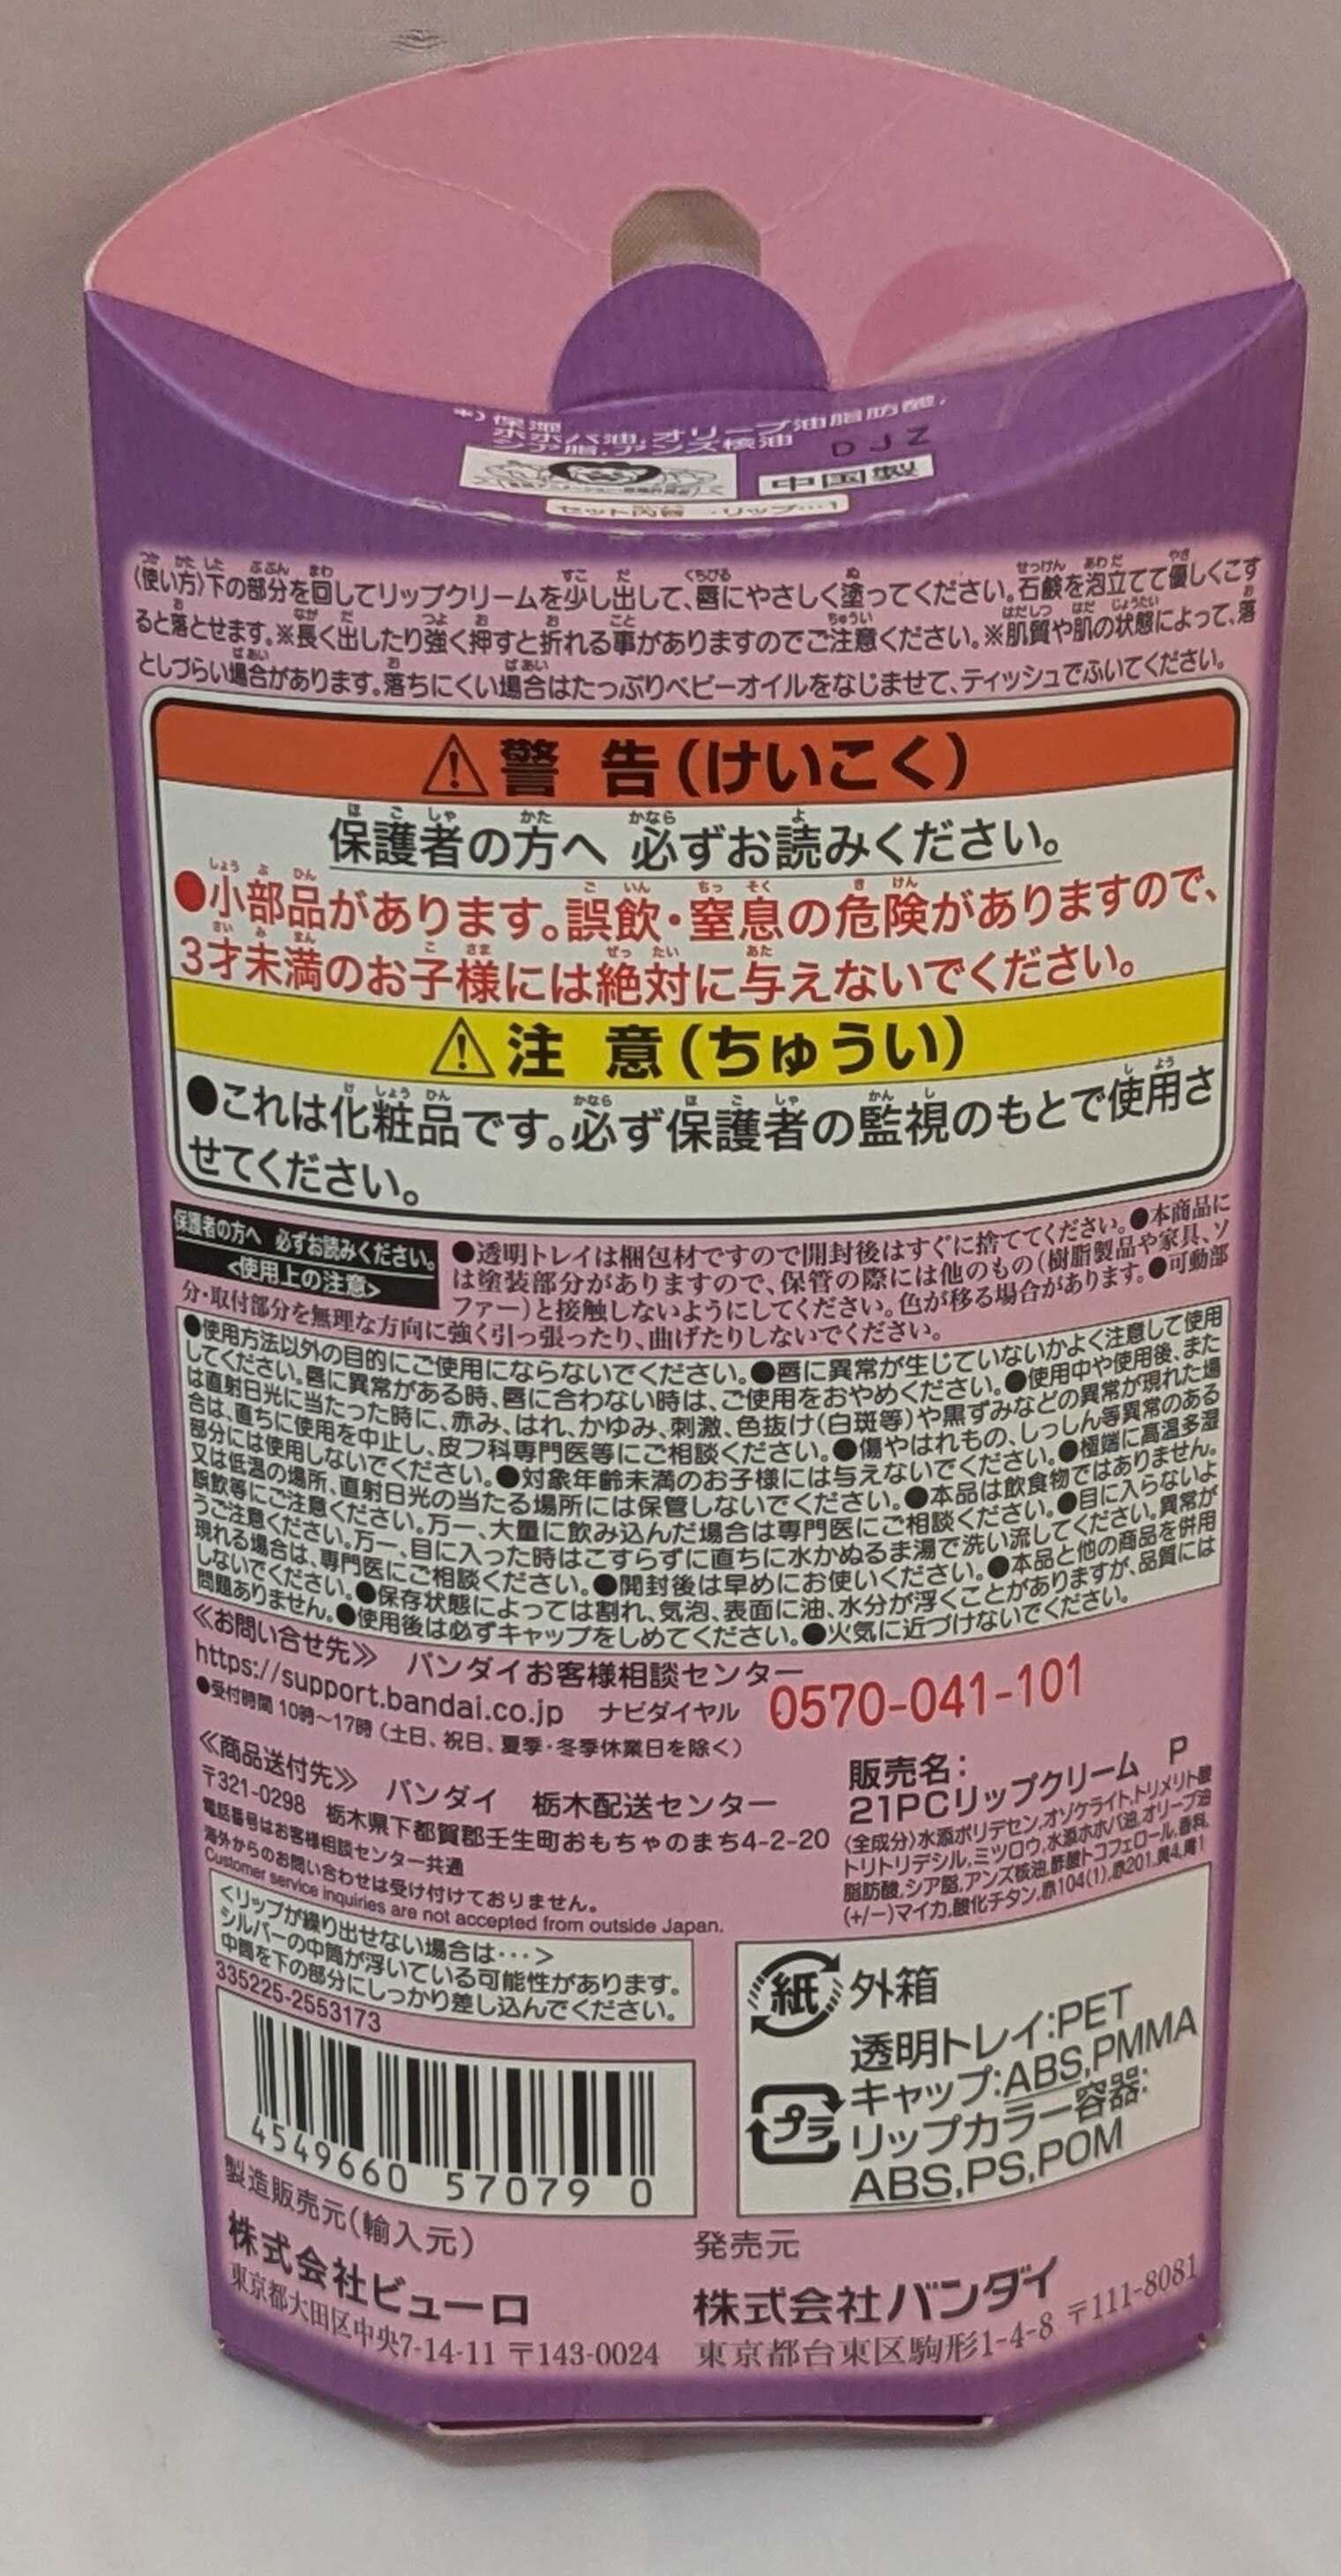 *)保湿
ホホバ油,オリーブ油脂肪酸,
シア脂,アンズ核油
DJZ
中国製
セット内容 ・リップ…1
〈使い方〉下の部分を回してリップクリームを少し出して、唇にやさしく塗ってください。石鹸を泡立てて優しくこす
ると落とせます。※長く出したり強く押すと折れる事がありますのでご注意ください。※肌質や肌の状態によって、落
としづらい場合があります。落ちにくい場合はたっぷりベビーオイルをなじませて、ティッシュでふいてください。
警 告(けいこく)
保護者の方へ 必ずお読みください。
●小部品があります。誤飲・窒息の危険がありますので、
3才未満のお子様には絶対に与えないでください。
注 意(ちゅうい)
●これは化粧品です。必ず保護者の監視のもとで使用さ
せてください。
保護者の方へ 必ずお読みください。
<使用上の注意>
●透明トレイは梱包材ですので開封後はすぐに捨ててください。●本商品に
は塗装部分がありますので、保管の際には他のもの(樹脂製品や家具、ソ
ファー)と接触しないようにしてください。色が移る場合があります。●可動部
分・取付部分を無理な方向に強く引っ張ったり、曲げたりしないでください。
●使用方法以外の目的にご使用にならないでください。●唇に異常が生じていないかよく注意して使用
してください。唇に異常がある時、唇に合わない時は、ご使用をおやめください。●使用中や使用後、また
は直射日光に当たった時に、赤み、はれ、かゆみ、刺激、色抜け(白斑等)や黒ずみなどの異常が現れた場
合は、直ちに使用を中止し、皮フ科専門医等にご相談ください。●傷やはれもの、しっしん等異常のある
部分には使用しないでください。●対象年齢未満のお子様には与えないでください。●極端に高温多湿
又は低温の場所、直射日光の当たる場所には保管しないでください。●本品は飲食物ではありません。
誤飲等にご注意ください。万一、大量に飲み込んだ場合は専門医にご相談ください。●目に入らないよ
うご注意ください。万一、目に入った時はこすらずに直ちに水かぬるま湯で洗い流してください。異常が
現れる場合は、専門医にご相談ください。●開封後は早めにお使いください。●本品と他の商品を併用
しないでください。●保存状態によっては割れ、気泡、表面に油、水分が浮くことがありますが、品質には
問題ありません。●使用後は必ずキャップをしめてください。●火気に近づけないでください。
≪お問い合せ先≫ バンダイお客様相談センター
https://support.bandai.co.jp ナビダイヤル 0570-041-101
●受付時間 10時〜17時(土日、祝日、夏季・冬季休業日を除く)
≪商品送付先≫ バンダイ 栃木配送センター
〒321-0298 栃木県下都賀郡壬生町おもちゃのまち4-2-20
電話番号はお客様相談センター共通
海外からのお問い合わせは受け付けておりません。
Customer service inquiries are not accepted from outside Japan.
販売名:
21PCリップクリーム P
〈全成分〉水添ポリデセン,オゾケライト,トリメリト酸
トリトリデシル,ミツロウ,水添ホホバ油,オリーブ油
脂肪酸,シア脂,アンズ核油,酢酸トコフェロール,香料,
(+/−)マイカ,酸化チタン,赤104(1),赤201,黄4,青1
<リップが繰り出せない場合は…>
シルバーの中筒が浮いている可能性があります。
中筒を下の部分にしっかり差し込んでください。
335225-2553173
4549660 57079 0
紙 外箱
プラ 透明トレイ:PET
キャップ:ABS,PMMA
リップカラー容器:
ABS,PS,POM
製造販売元(輸入元)
株式会社ビューロ
東京都大田区中央7-14-11 〒143-0024
発売元
株式会社バンダイ
東京都台東区駒形1-4-8 〒111-8081